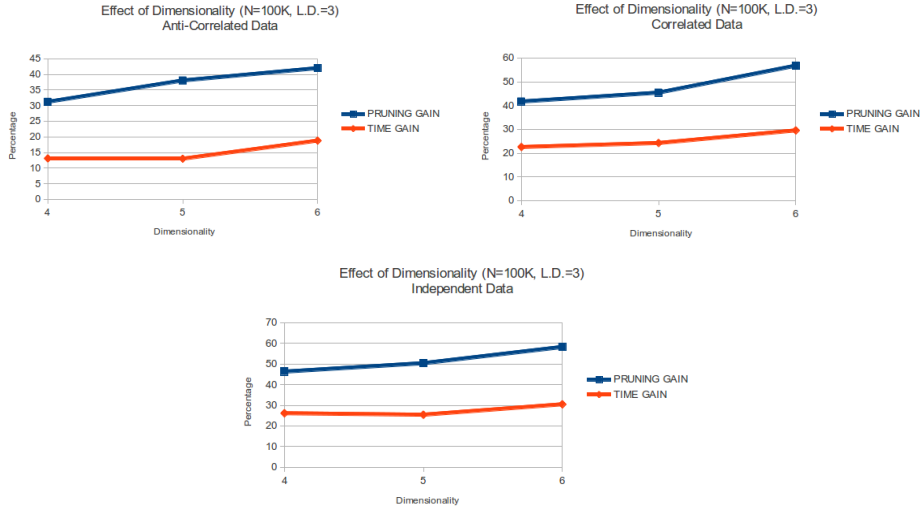 Effect of Dimensionality (N=100K, L.D.=3)
Anti-Correlated Data
45
40
35
30
25
20
15
10
5
0
Percentage
4 5 6
Dimensionality
PRUNING GAIN
TIME GAIN
Effect of Dimensionality (N=100K, L.D.=3)
Correlated Data
60
50
40
30
20
10
0
Percentage
4 5 6
Dimensionality
PRUNING GAIN
TIME GAIN
Effect of Dimensionality (N=100K, L.D.=3)
Independent Data
70
60
50
40
30
20
10
0
Percentage
4 5 6
Dimensionality
PRUNING GAIN
TIME GAIN